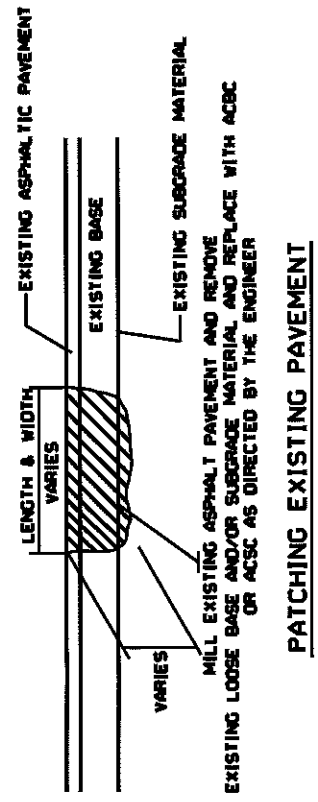 LENGTH & WIDTH
VARIES
EXISTING ASPHALTIC PAVEMENT
EXISTING BASE
EXISTING SUBGRADE MATERIAL
VARIES
MILL EXISTING ASPHALT PAVEMENT AND REMOVE
EXISTING LOOSE BASE AND/OR SUBGRADE MATERIAL AND REPLACE WITH ACBC
OR ACSC AS DIRECTED BY THE ENGINEER
PATCHING EXISTING PAVEMENT